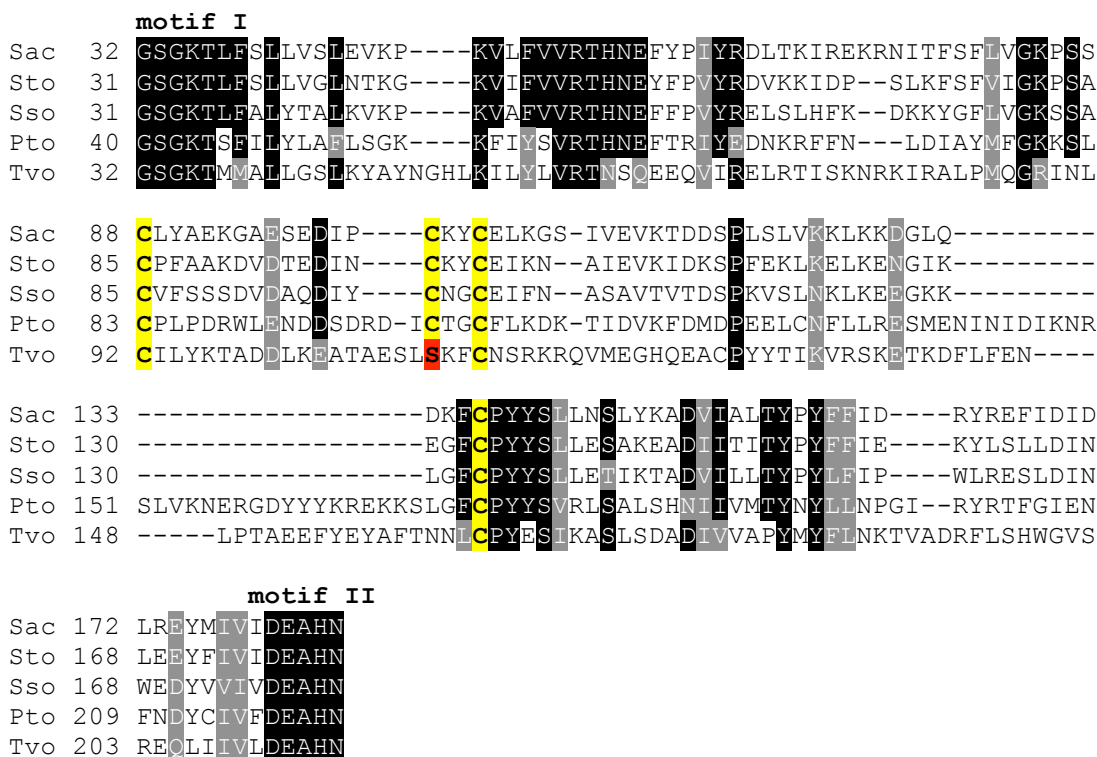 motif I
Sac 32 GSGKTLFSLLVSLEVKP----KVLFVVRTHNEFYPIYRDLTKIREKRNITFSFLVGKPSS
Sto 31 GSGKTLFSLLVGLNTKG----KVIFVVRTHNEYFPVYRDVKKIDP--SLKFSFVIGKPSA
Sso 31 GSGKTLFALYTALKVKP----KVAFVVRTHNEFFPVYRELSLHFK--DKKYGFLVGKSSA
Pto 40 GSGKTSFILYLAFLSGK----KFIYSVRTHNEFTRIYEDNKRFFN---LDIAYMFGKKSL
Tvo 32 GSGKTMMALLGSLKYAYNGHLKILYLVRTNSQEEQVIRELRTISKNRKIRALPMQGRINL
Sac 88 CLYAEKGAESEDIP----CKYCELKGS-IVEVKTDDSPLSLVKKLKKDGLQ---------
Sto 85 CPFAAKDVDTEDIN----CKYCEIKN--AIEVKIDKSPFEKLKELKENGIK---------
Sso 85 CVFSSSDVDAQDIY----CNGCEIFN--ASAVTVTDSPKVSLNKLKEEGKK---------
Pto 83 CPLPDRWLENDDSDRD-ICTGCFLKDK-TIDVKFDMDPEELCNFLLRESMENINIDIKNR
Tvo 92 CILYKTADDLKEATAESLSKFCNSRKRQVMEGHQEACPYYTIKVRSKETKDFLFEN----
Sac 133 ------------------DKFCPYYSLLNSLYKADVIALTYPYFFID----RYREFIDID
Sto 130 ------------------EGFCPYYSLLESAKEADIITITYPYFFIE----KYLSLLDIN
Sso 130 ------------------LGFCPYYSLLETIKTADVILLTYPYLFIP----WLRESLDIN
Pto 151 SLVKNERGDYYYKREKKSLGFCPYYSVRLSALSHNIIVMTYNYLLNPGI--RYRTFGIEN
Tvo 148 -----LPTAEEFYEYAFTNNLCPYESIKASLSDADIVVAPYMYFLNKTVADRFLSHWGVS
motif II
Sac 172 LREYMIVIDEAHN
Sto 168 LEEYFIVIDEAHN
Sso 168 WEDYVVIVDEAHN
Pto 209 FNDYCIVFDEAHN
Tvo 203 REQLIIVLDEAHN